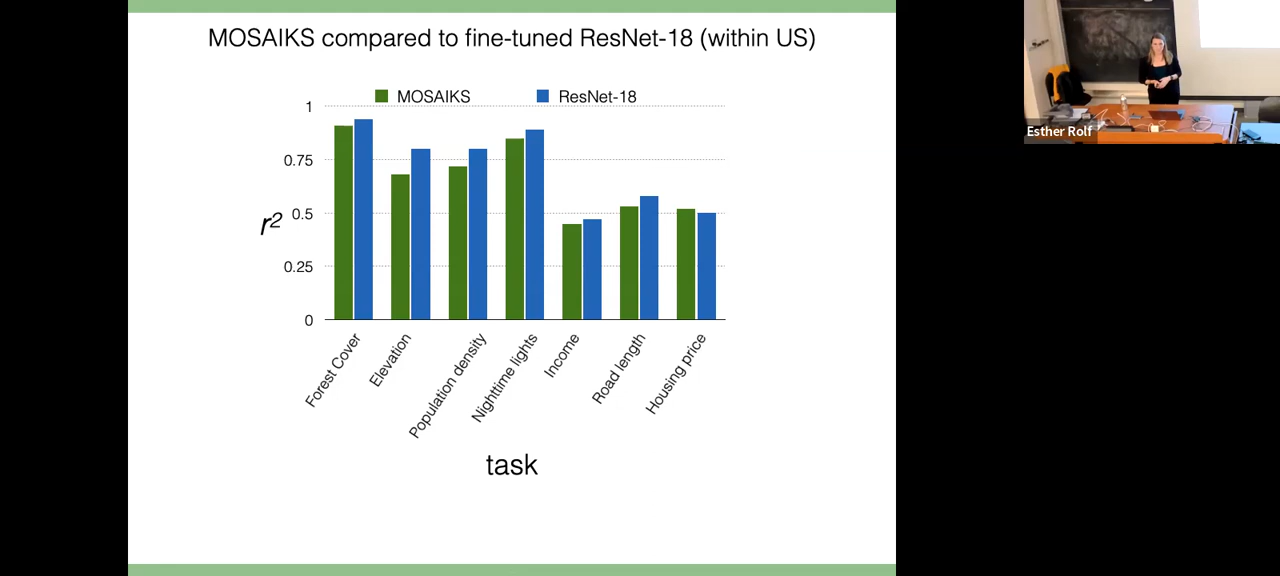 MOSAIKS compared to fine-tuned ResNet-18 (within US)
MOSAIKS
ResNet-18
1
0.75
0.5
0.25
0
r2
Forest Cover
Elevation
Population density
Nighttime lights
Income
Road length
Housing price
task
Esther Rolf